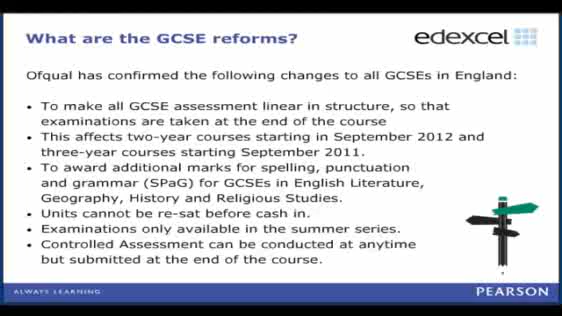 What are the GCSE reforms?
edexcel
Ofqual has confirmed the following changes to all GCSEs in England:
• To make all GCSE assessment linear in structure, so that
examinations are taken at the end of the course
• This affects two-year courses starting in September 2012 and
three-year courses starting September 2011.
• To award additional marks for spelling, punctuation
and grammar (SPaG) for GCSEs in English Literature,
Geography, History and Religious Studies.
• Units cannot be re-sat before cash in.
• Examinations only available in the summer series.
• Controlled Assessment can be conducted at anytime
but submitted at the end of the course.
ALWAYS LEARNING
PEARSON